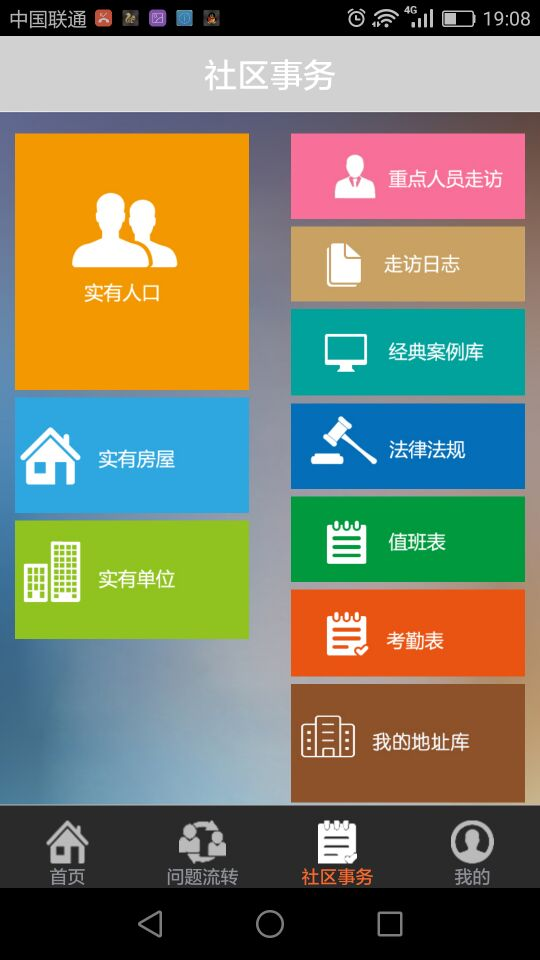 中国联通 4G 19:08
社区事务
实有人口
实有房屋
实有单位
重点人员走访
走访日志
经典案例库
法律法规
值班表
考勤表
我的地址库
首页
问题流转
社区事务
我的